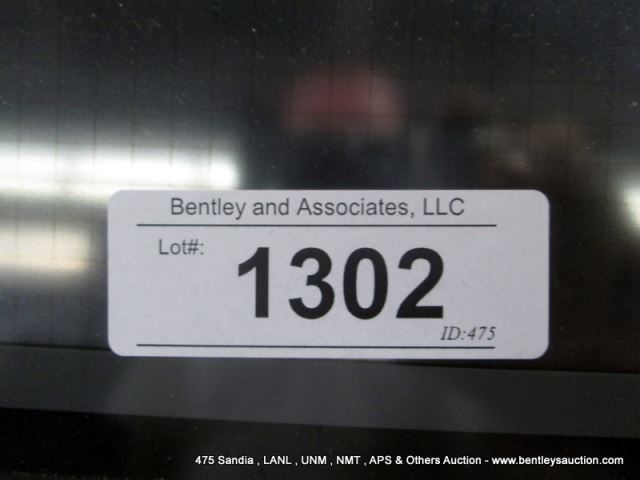 Bentley and Associates, LLC
Lot#:
1302
ID:475
475 Sandia , LANL , UNM , NMT , APS & Others Auction - www.bentleysauction.com